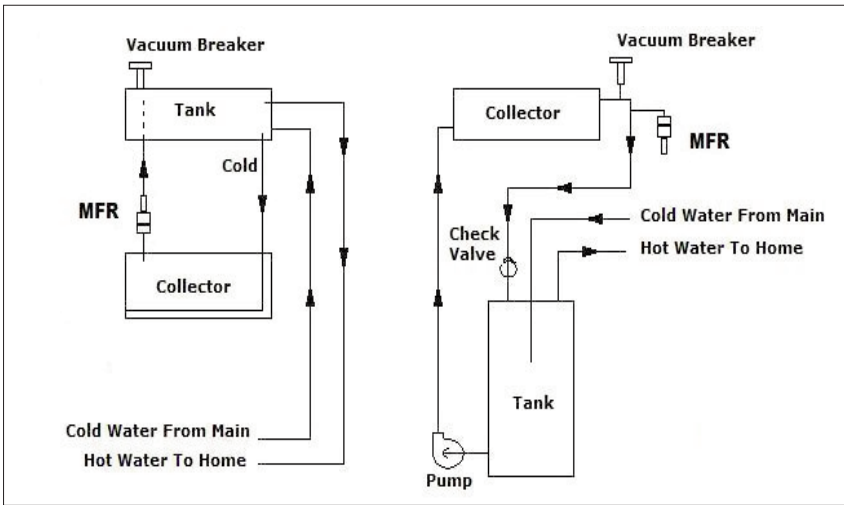 Vacuum Breaker
Tank
Cold
MFR
Collector
Cold Water From Main
Hot Water To Home
Vacuum Breaker
Collector
MFR
Cold Water From Main
Check
Valve
Hot Water To Home
Tank
Pump